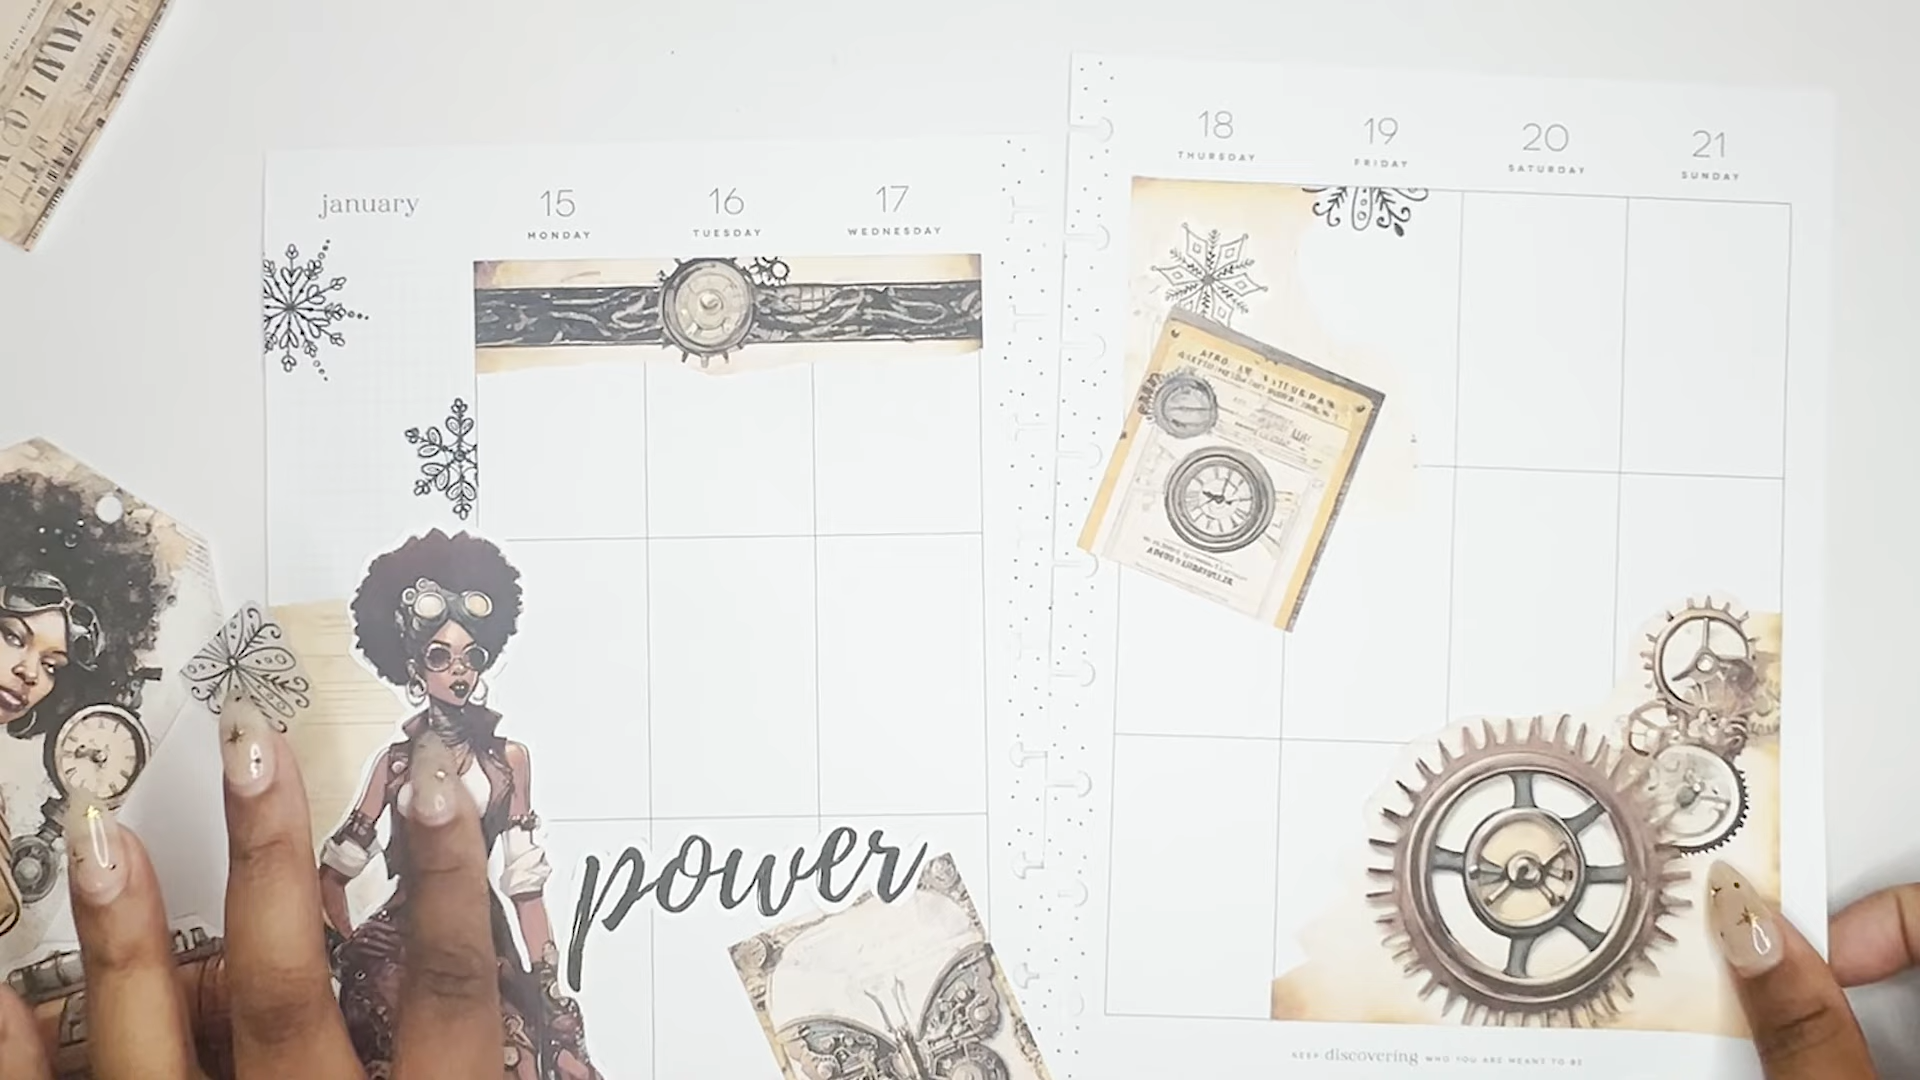 january
15
MONDAY
16
TUESDAY
17
WEDNESDAY
18
THURSDAY
19
FRIDAY
20
SATURDAY
21
SUNDAY
AFRO
power
KEEP discovering WHO YOU ARE MEANT TO BE